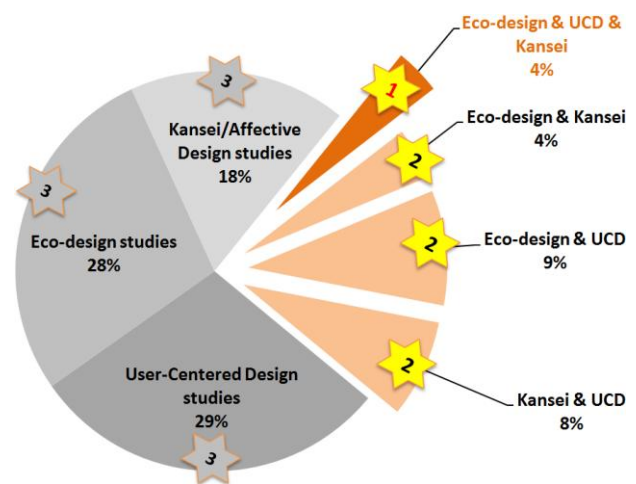 Eco-design & UCD &
Kansei
4%
1
3
Kansei/Affective
Design studies
18%
Eco-design & Kansei
4%
2
3
Eco-design studies
28%
Eco-design & UCD
9%
2
User-Centered Design
studies
29%
3
Kansei & UCD
8%
2